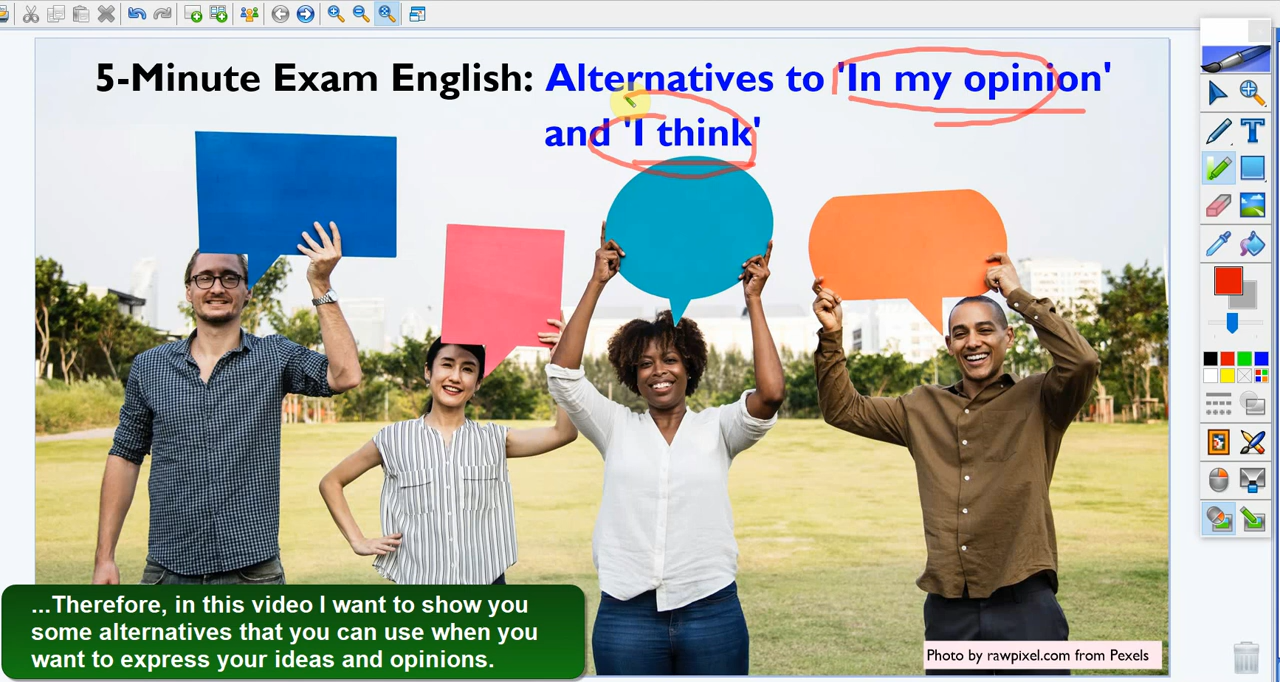 5-Minute Exam English: Alternatives to 'In my opinion'
and 'I think'
...Therefore, in this video I want to show you
some alternatives that you can use when you
want to express your ideas and opinions.
Photo by rawpixel.com from Pexels